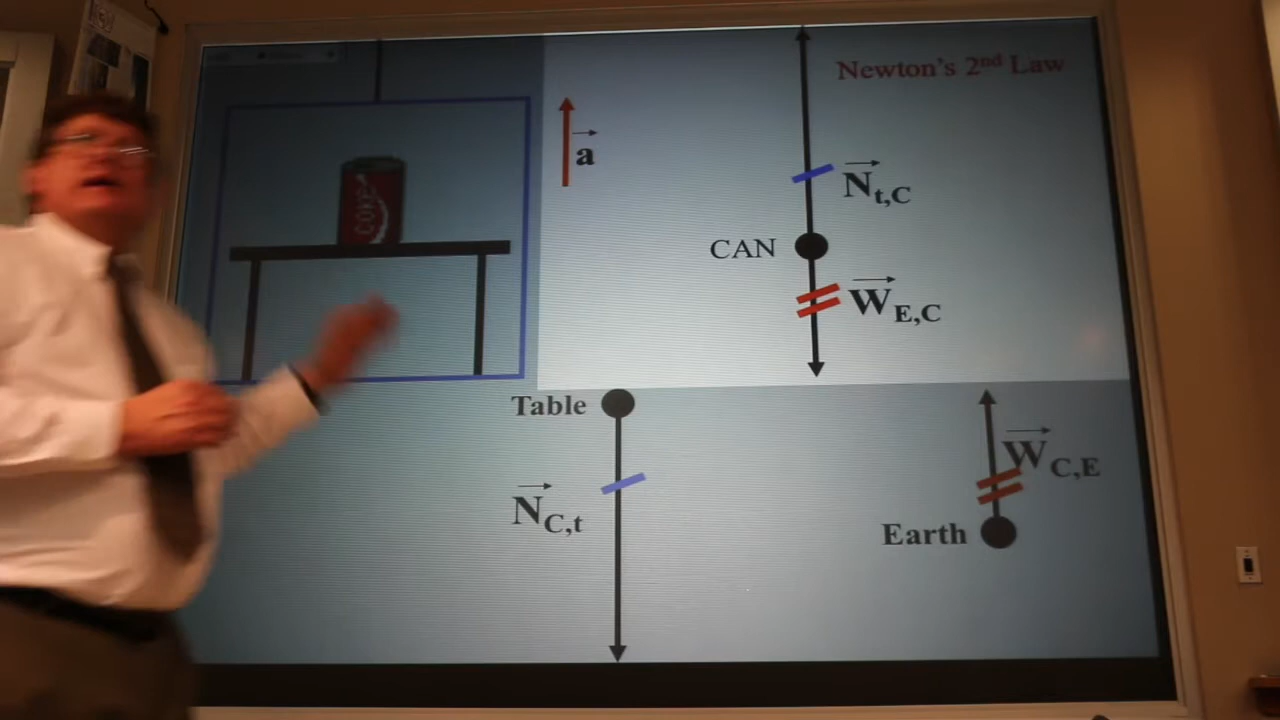 Newton's 2nd Law
a
COKE
N t,C
CAN
W E,C
Table
N C,t
W C,E
Earth